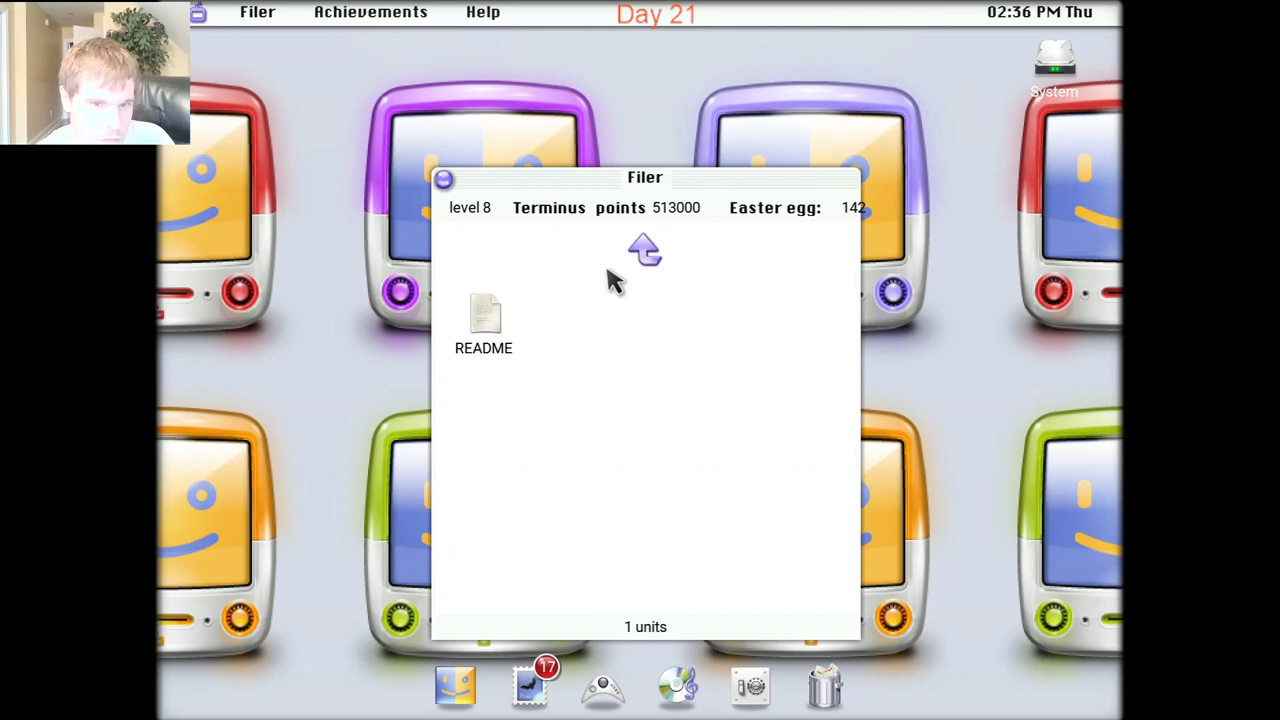 Filer Achievements Help Day 21 02:36 PM Thu
System
Filer
level 8 Terminus points 513000 Easter egg: 142
README
1 units
17